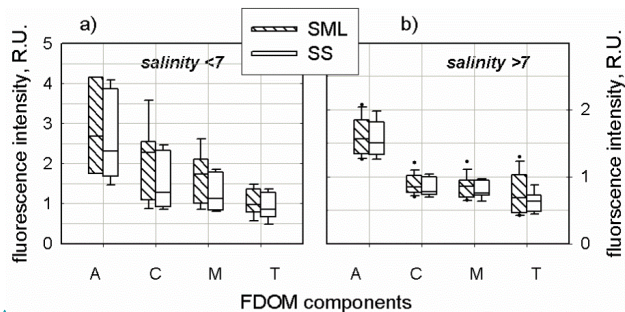 a)
SML
SS
b)
salinity <7
salinity >7
fluorescence intensity, R.U.
5
4
3
2
1
0
A C M T
A C M T
2
1
0
fluorscence intensity, R.U.
FDOM components